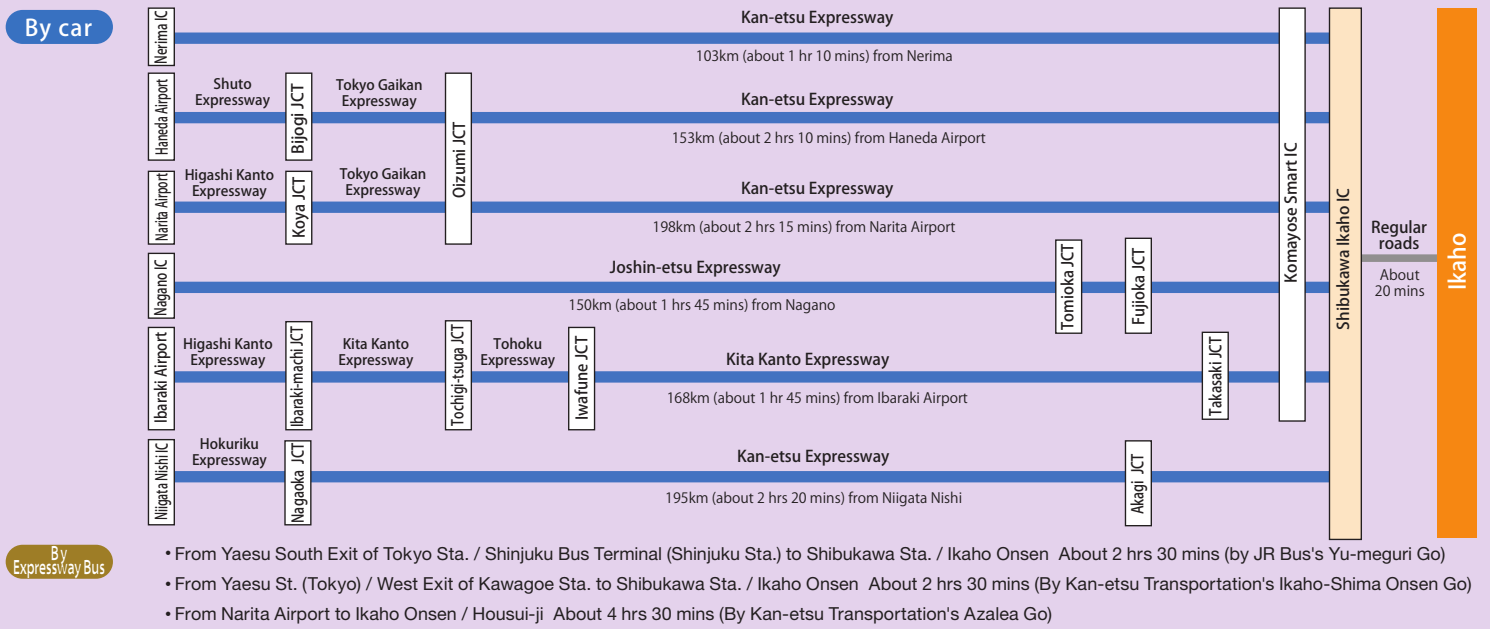 By car
Nerima IC
Kan-etsu Expressway
103km (about 1 hr 10 mins) from Nerima
Haneda Airport
Shuto
Expressway
Bijogi JCT
Tokyo Gaikan
Expressway
Oizumi JCT
Kan-etsu Expressway
153km (about 2 hrs 10 mins) from Haneda Airport
Narita Airport
Higashi Kanto
Expressway
Koya JCT
Tokyo Gaikan
Expressway
Kan-etsu Expressway
198km (about 2 hrs 15 mins) from Narita Airport
Nagano IC
Joshin-etsu Expressway
150km (about 1 hrs 45 mins) from Nagano
Tomioka JCT
Fujioka JCT
Ibaraki Airport
Higashi Kanto
Expressway
Ibaraki-machi JCT
Kita Kanto
Expressway
Tochigi-tsuga JCT
Tohoku
Expressway
Iwafune JCT
Kita Kanto Expressway
168km (about 1 hr 45 mins) from Ibaraki Airport
Takasaki JCT
Komayose Smart IC
Niigata Nishi IC
Hokuriku
Expressway
Nagaoka JCT
Kan-etsu Expressway
195km (about 2 hrs 20 mins) from Niigata Nishi
Akagi JCT
Shibukawa Ikaho IC
Regular
roads
About
20 mins
Ikaho
By
Expressway Bus
• From Yaesu South Exit of Tokyo Sta. / Shinjuku Bus Terminal (Shinjuku Sta.) to Shibukawa Sta. / Ikaho Onsen About 2 hrs 30 mins (by JR Bus's Yu-meguri Go)
• From Yaesu St. (Tokyo) / West Exit of Kawagoe Sta. to Shibukawa Sta. / Ikaho Onsen About 2 hrs 30 mins (By Kan-etsu Transportation's Ikaho-Shima Onsen Go)
• From Narita Airport to Ikaho Onsen / Housui-ji About 4 hrs 30 mins (By Kan-etsu Transportation's Azalea Go)